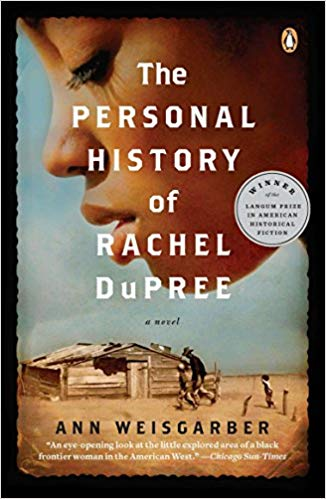 The
PERSONAL
HISTORY
of
RACHEL
DuPREE
WINNER
of the
LANGUM PRIZE
IN AMERICAN
HISTORICAL
FICTION
a novel
ANN WEISGARBER
“An eye-opening look at the little explored area of a black
frontier woman in the American West.” —Chicago Sun-Times